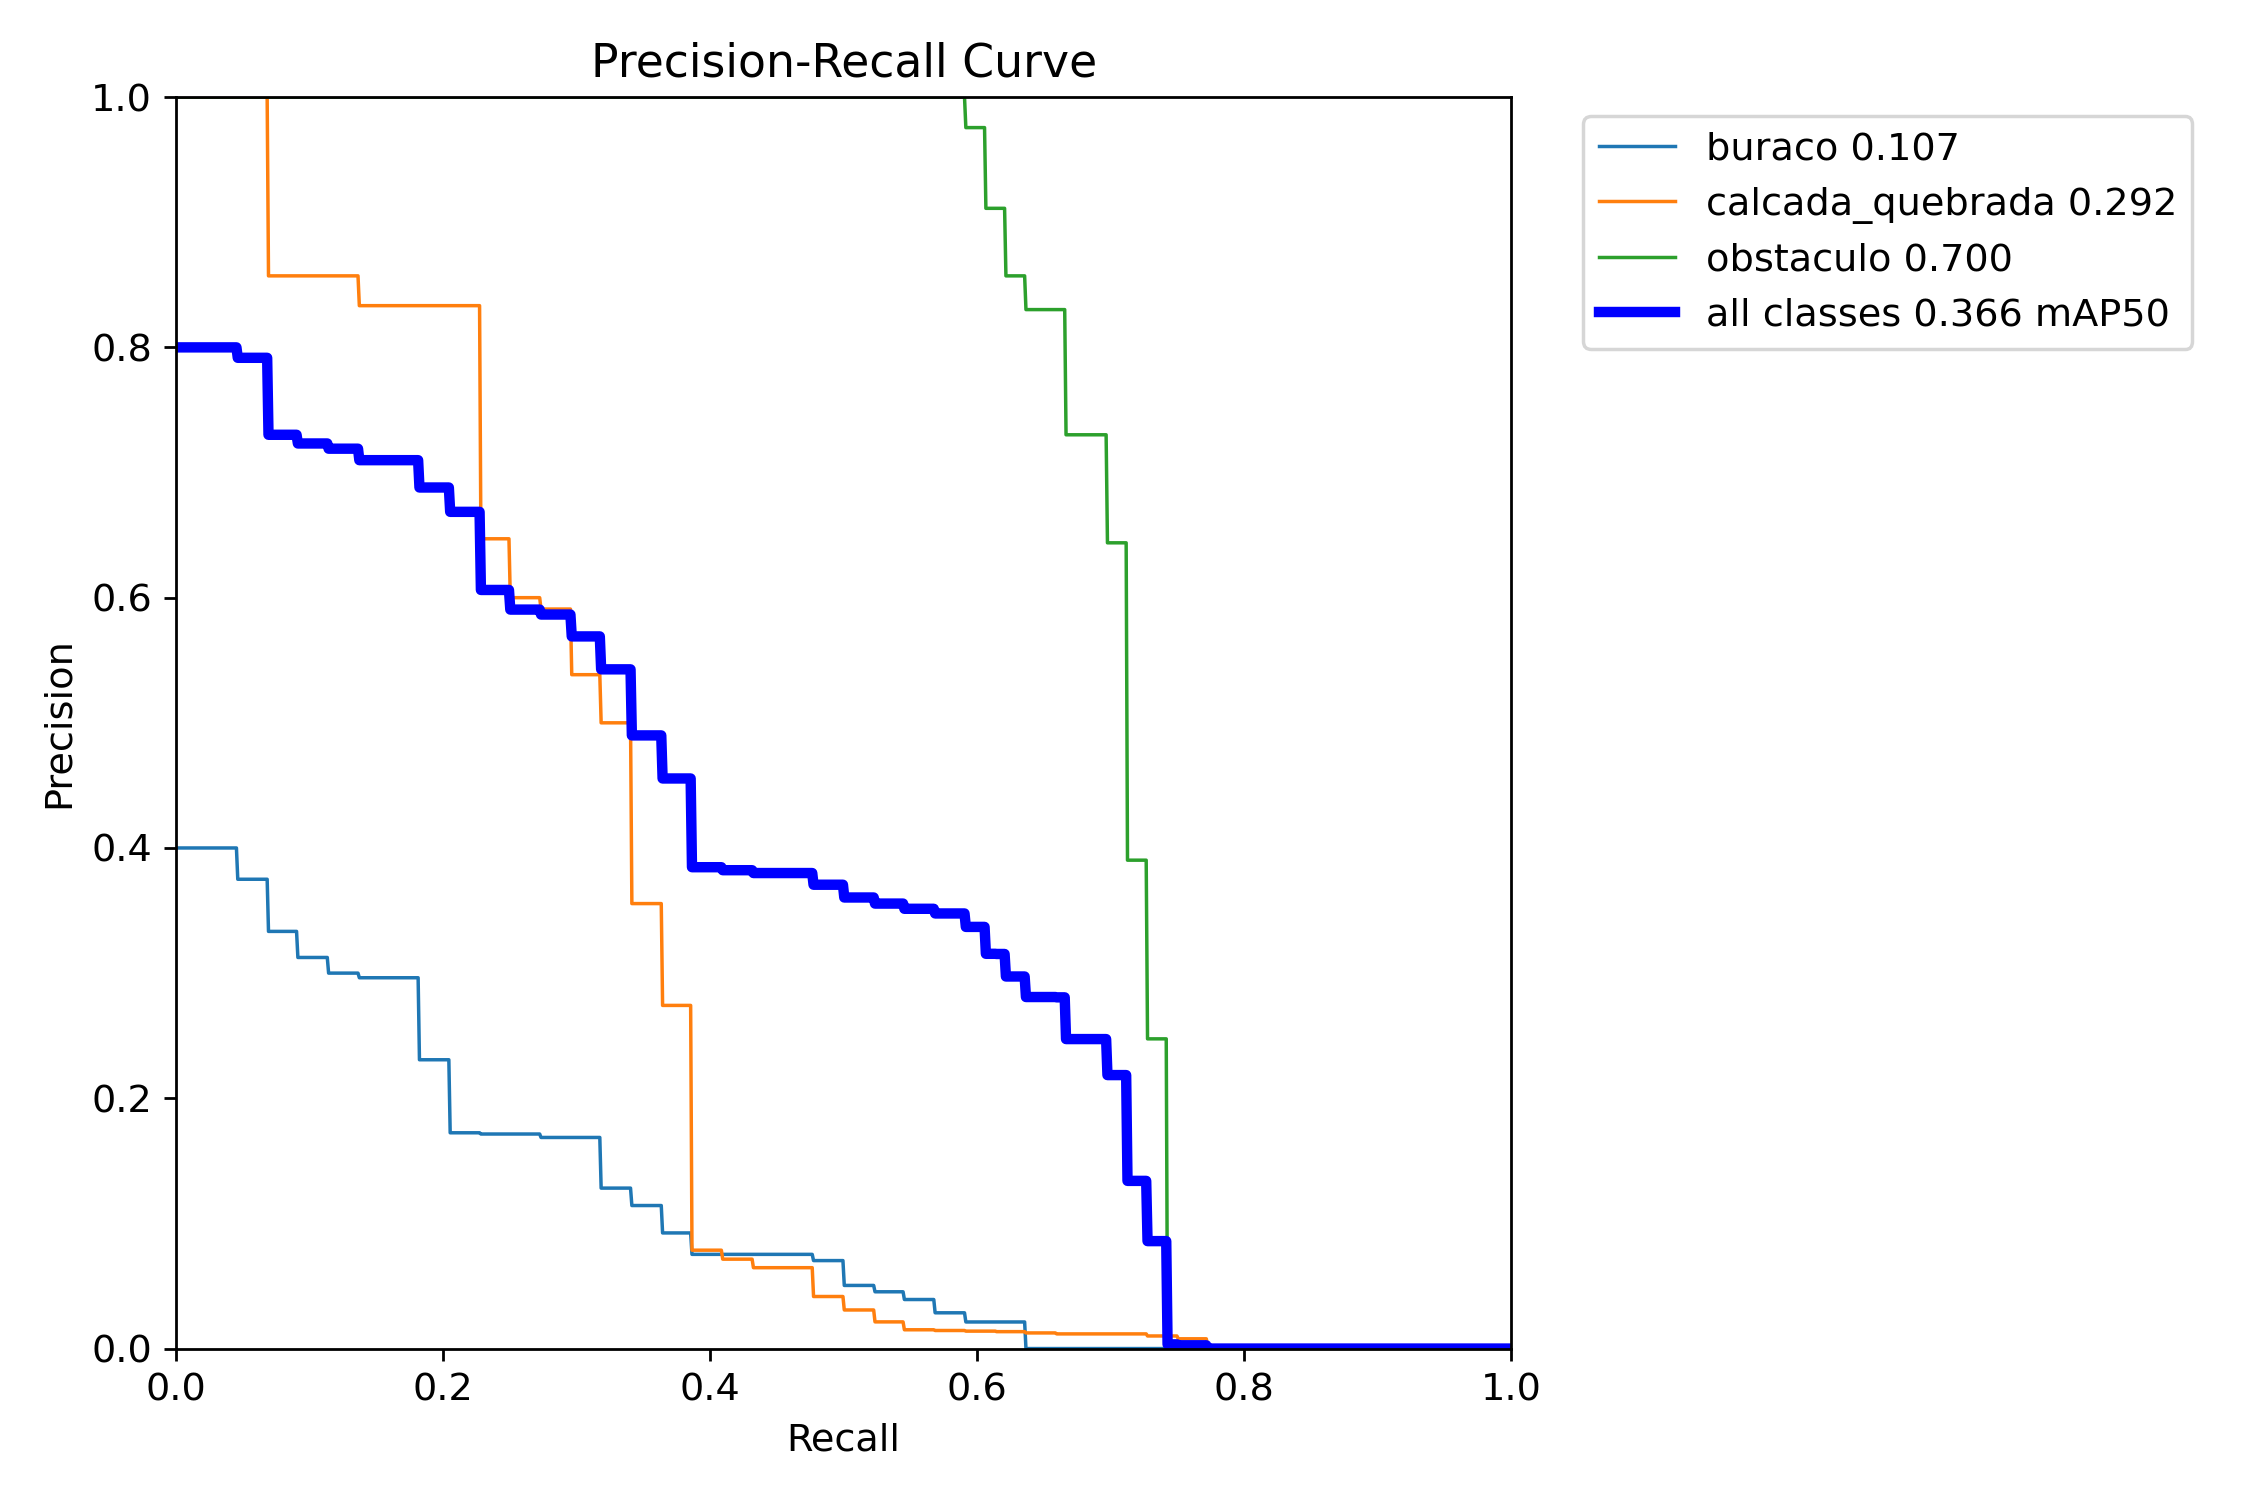 Precision-Recall Curve
1.0
0.8
0.6
0.4
0.2
0.0
Precision
0.0 0.2 0.4 0.6 0.8 1.0
Recall
buraco 0.107
calcada_quebrada 0.292
obstaculo 0.700
all classes 0.366 mAP50